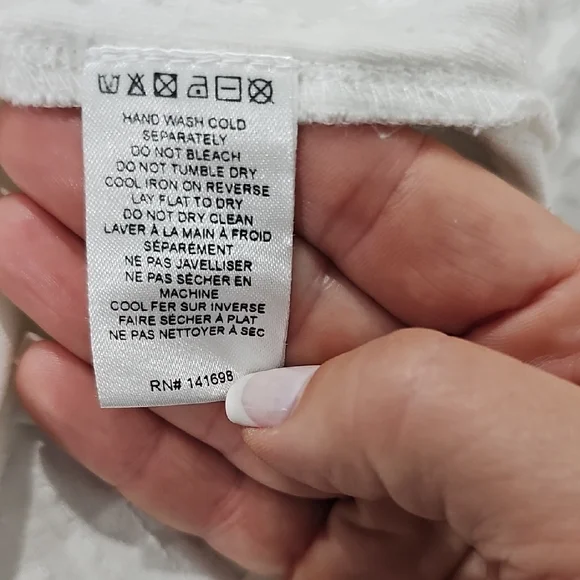 HAND WASH COLD
SEPARATELY
DO NOT BLEACH
DO NOT TUMBLE DRY
COOL IRON ON REVERSE
LAY FLAT TO DRY
DO NOT DRY CLEAN
LAVER À LA MAIN À FROID
SÉPARÉMENT
NE PAS JAVELLISER
NE PAS SÉCHER EN
MACHINE
COOL FER SUR INVERSE
FAIRE SÉCHER À PLAT
NE PAS NETTOYER À SEC
RN# 141698